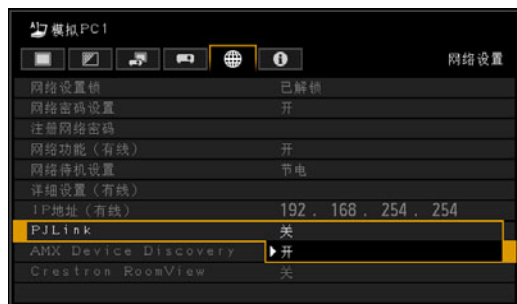 模拟PC1
网络设置
网络设置锁 已解锁
网络密码设置 开
注册网络密码
网络功能（有线） 开
网络待机设置 节电
详细设置（有线）
IP地址（有线） 192 . 168 . 254 . 254
PJLink 关
AMX Device Discovery 开
Crestron RoomView 关